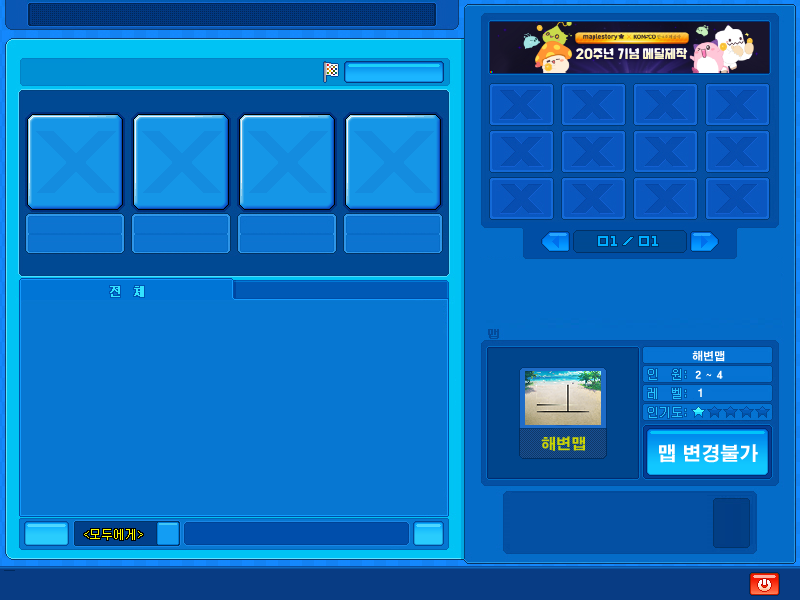 maplestory
KOMSCO
20주년 기념 메달제작
01 / 01
전 체
맵
해변맵
인 원: 2 ~ 4
레 벨: 1
인기도:
해변맵
맵 변경불가
<모두에게>